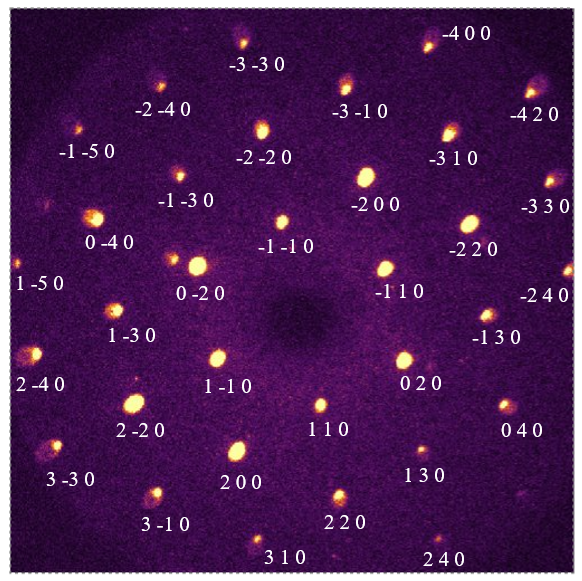 -4 0 0
-3 -3 0
-2 -4 0
-3 -1 0
-4 2 0
-1 -5 0
-2 -2 0
-3 1 0
-1 -3 0
-2 0 0
-3 3 0
0 -4 0
-1 -1 0
-2 2 0
1 -5 0
0 -2 0
-1 1 0
-2 4 0
1 -3 0
-1 3 0
2 -4 0
1 -1 0
0 2 0
2 -2 0
1 1 0
0 4 0
3 -3 0
2 0 0
1 3 0
3 -1 0
2 2 0
3 1 0
2 4 0